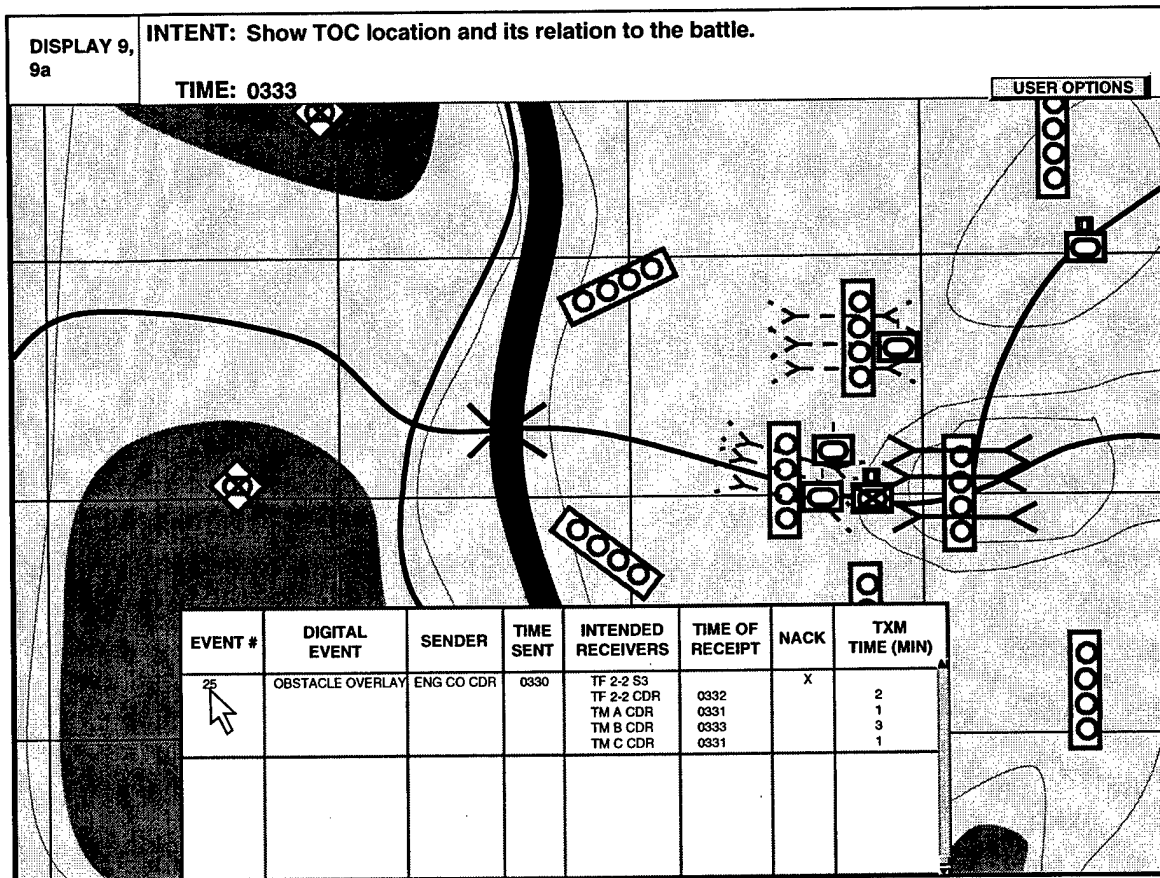 DISPLAY 9,
9a
INTENT: Show TOC location and its relation to the battle.
TIME: 0333
USER OPTIONS
EVENT # DIGITAL EVENT SENDER TIME SENT INTENDED RECEIVERS TIME OF RECEIPT NACK TXM TIME (MIN)
25 OBSTACLE OVERLAY ENG CO CDR 0330 TF 2-2 S3 X
TF 2-2 CDR 0332 2
TM A CDR 0331 1
TM B CDR 0333 3
TM C CDR 0331 1